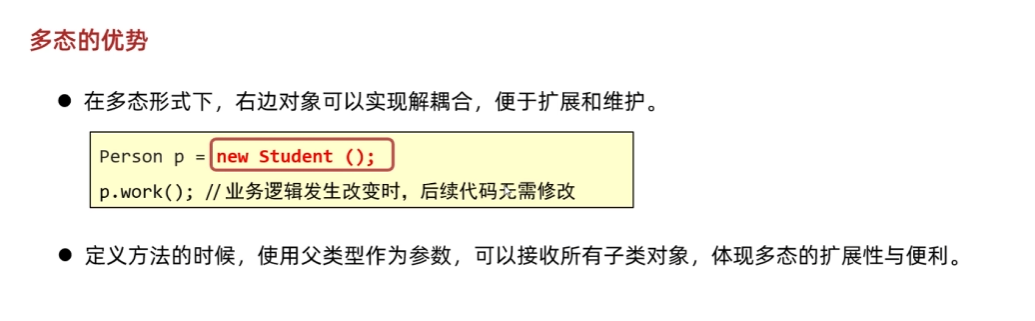 多态的优势
● 在多态形式下，右边对象可以实现解耦合，便于扩展和维护。
Person p = new Student ();
p.work(); // 业务逻辑发生改变时，后续代码无需修改
● 定义方法的时候，使用父类型作为参数，可以接收所有子类对象，体现多态的扩展性与便利。